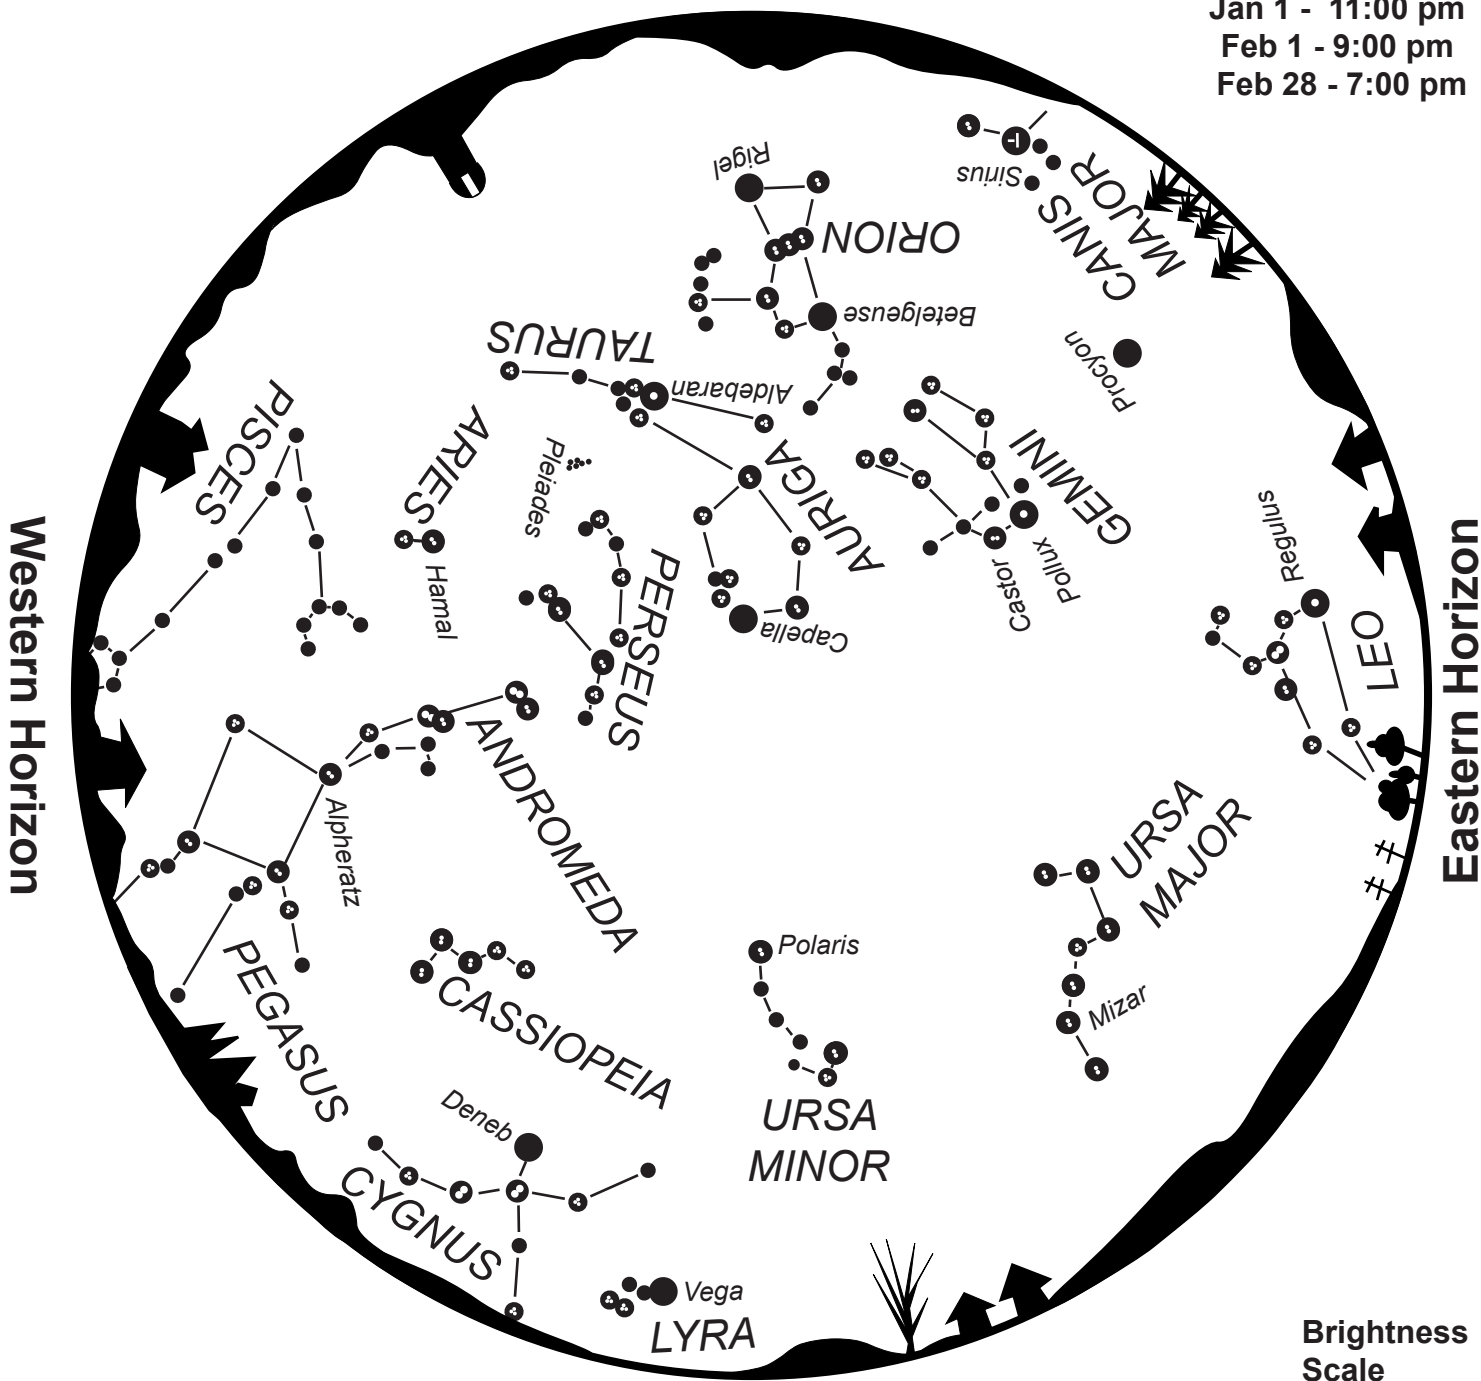 Jan 1 - 11:00 pm
Feb 1 - 9:00 pm
Feb 28 - 7:00 pm
Rigel
Sirius
CANIS
MAJOR
ORION
Betelgeuse
Procyon
TAURUS
Aldebaran
PISCES
ARIES
Pleiades
AURIGA
GEMINI
Hamal
PERSEUS
Capella
Castor
Pollux
Regulus
LEO
Western Horizon
Eastern Horizon
ANDROMEDA
Alpheratz
URSA
MAJOR
PEGASUS
CASSIOPEIA
Polaris
Mizar
Deneb
URSA
MINOR
CYGNUS
Vega
LYRA
Brightness
Scale